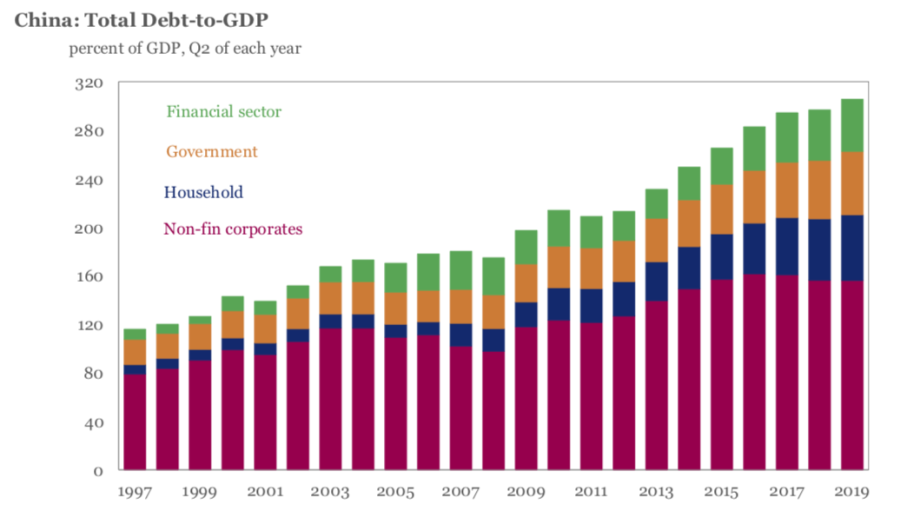 China: Total Debt-to-GDP
percent of GDP, Q2 of each year
320
280
240
200
160
120
80
40
0
Financial sector
Government
Household
Non-fin corporates
1997 1999 2001 2003 2005 2007 2009 2011 2013 2015 2017 2019